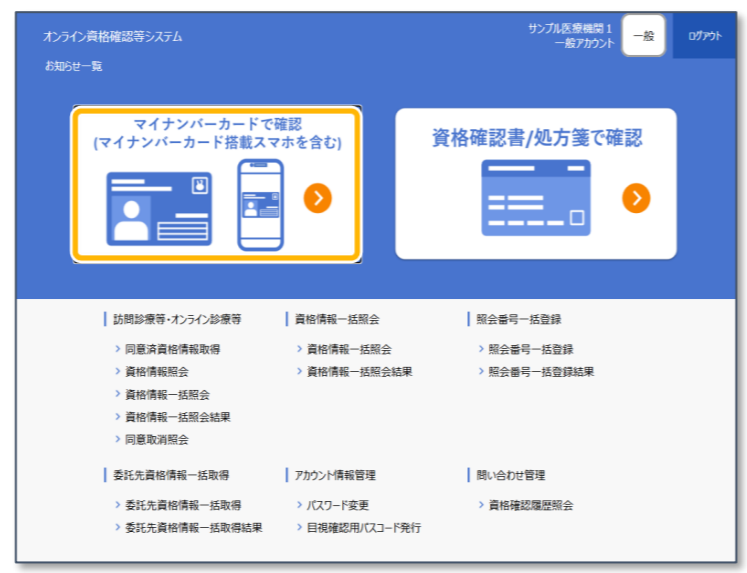 オンライン資格確認等システム
サンプル医療機関1
一般アカウント
一般
ログアウト
お知らせ一覧
マイナンバーカードで確認
(マイナンバーカード搭載スマホを含む)
資格確認書/処方箋で確認
訪問診療等・オンライン診療等
同意済資格情報取得
資格情報照会
資格情報一括照会
資格情報一括照会結果
同意取消照会
資格情報一括照会
資格情報一括照会
資格情報一括照会結果
照会番号一括登録
照会番号一括登録
照会番号一括登録結果
委託先資格情報一括取得
委託先資格情報一括取得
委託先資格情報一括取得結果
アカウント情報管理
パスワード変更
目視確認用パスコード発行
問い合わせ管理
資格確認履歴照会